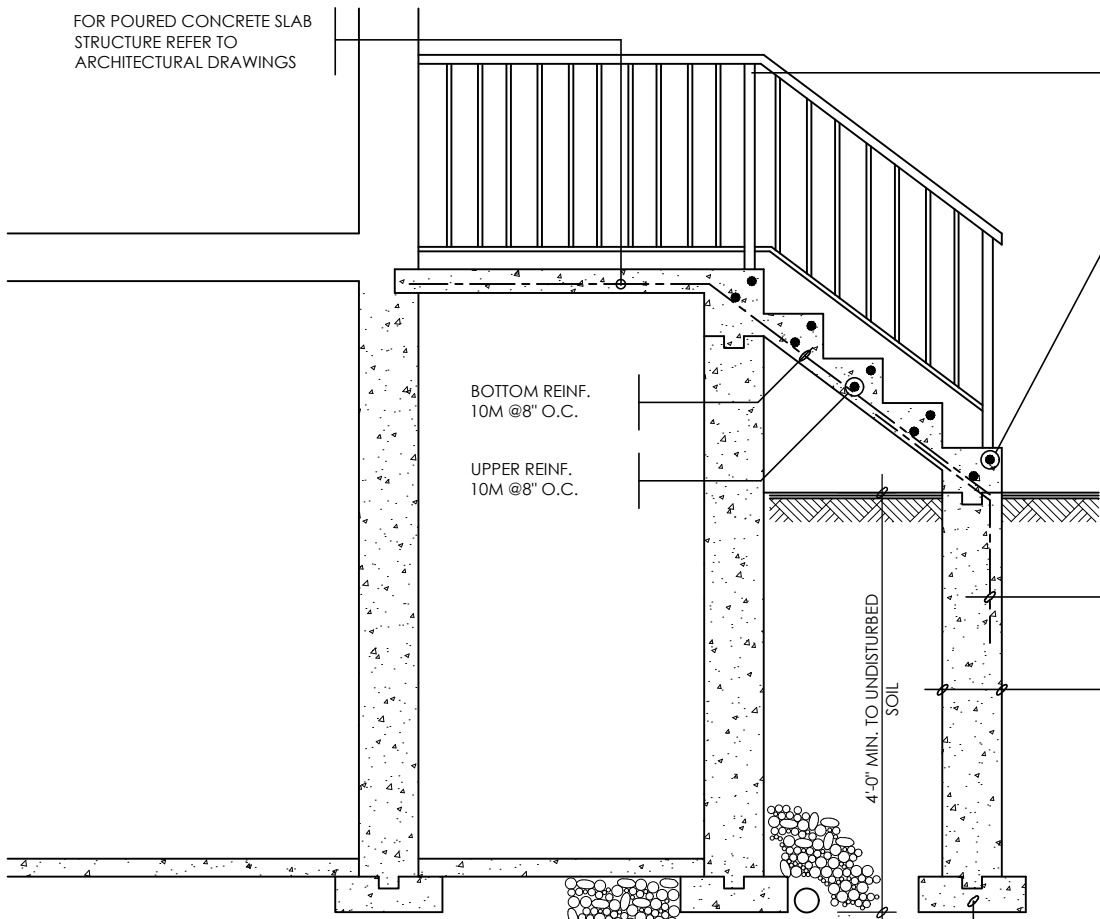 FOR POURED CONCRETE SLAB
STRUCTURE REFER TO
ARCHITECTURAL DRAWINGS
BOTTOM REINF.
10M @8" O.C.
UPPER REINF.
10M @8" O.C.
4'-0" MIN. TO UNDISTURBED
SOIL